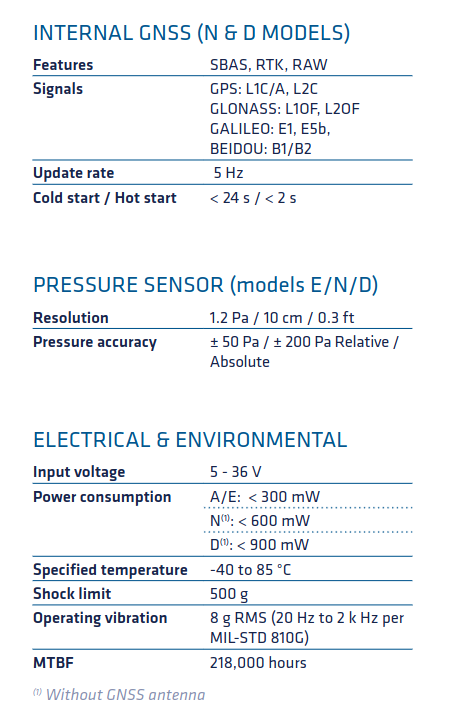 INTERNAL GNSS (N & D MODELS)
Features SBAS, RTK, RAW
Signals GPS: L1C/A, L2C
GLONASS: L1OF, L2OF
GALILEO: E1, E5b,
BEIDOU: B1/B2
Update rate 5 Hz
Cold start / Hot start < 24 s / < 2 s
PRESSURE SENSOR (models E/N/D)
Resolution 1.2 Pa / 10 cm / 0.3 ft
Pressure accuracy ± 50 Pa / ± 200 Pa Relative /
Absolute
ELECTRICAL & ENVIRONMENTAL
Input voltage 5 - 36 V
Power consumption A/E: < 300 mW
N⁽¹⁾: < 600 mW
D⁽¹⁾: < 900 mW
Specified temperature -40 to 85 °C
Shock limit 500 g
Operating vibration 8 g RMS (20 Hz to 2 k Hz per
MIL-STD 810G)
MTBF 218,000 hours
⁽¹⁾ Without GNSS antenna